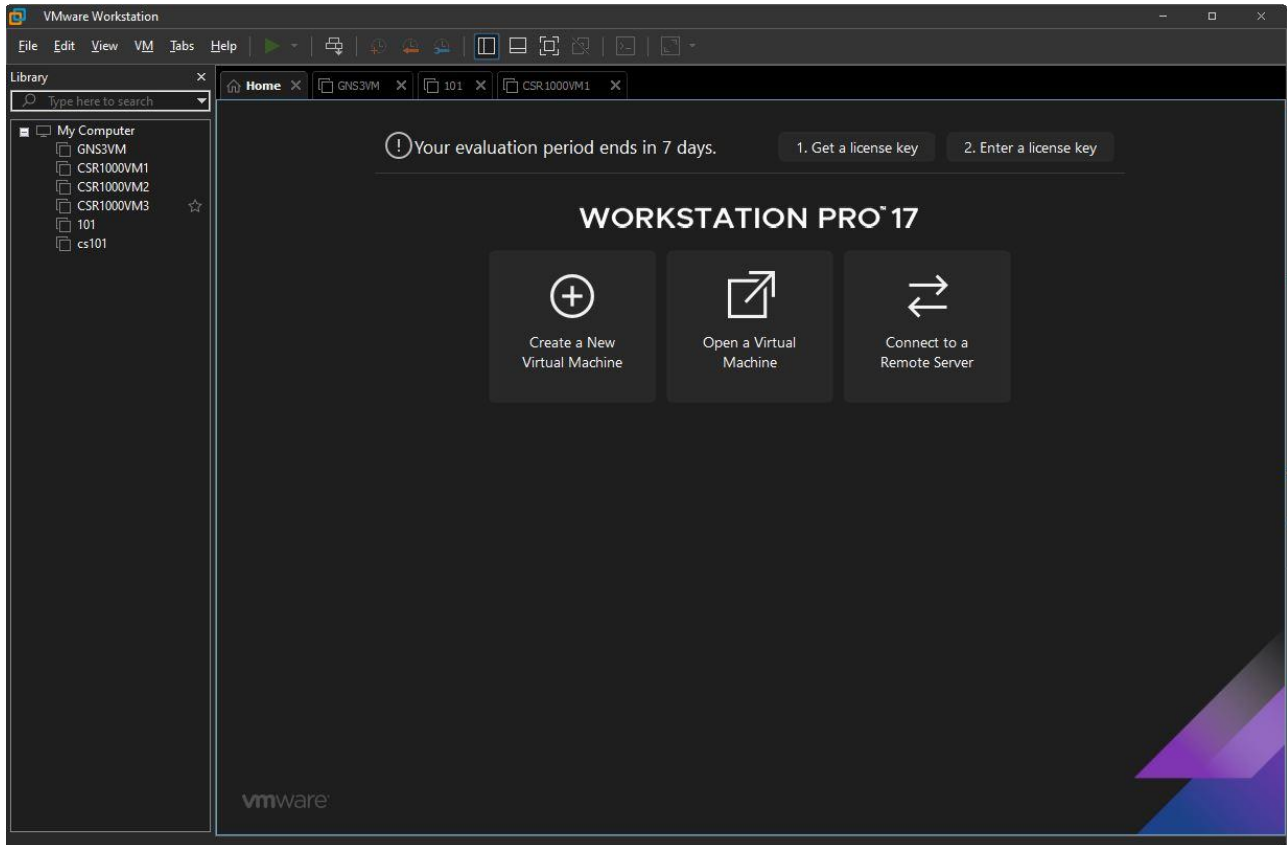 VMware Workstation
File Edit View VM Tabs Help
Library
Type here to search
My Computer
GNS3VM
CSR1000VM1
CSR1000VM2
CSR1000VM3
101
cs101
Home GNS3VM 101 CSR1000VM1
Your evaluation period ends in 7 days. 1. Get a license key 2. Enter a license key
WORKSTATION PRO™ 17
Create a New
Virtual Machine
Open a Virtual
Machine
Connect to a
Remote Server
vmware